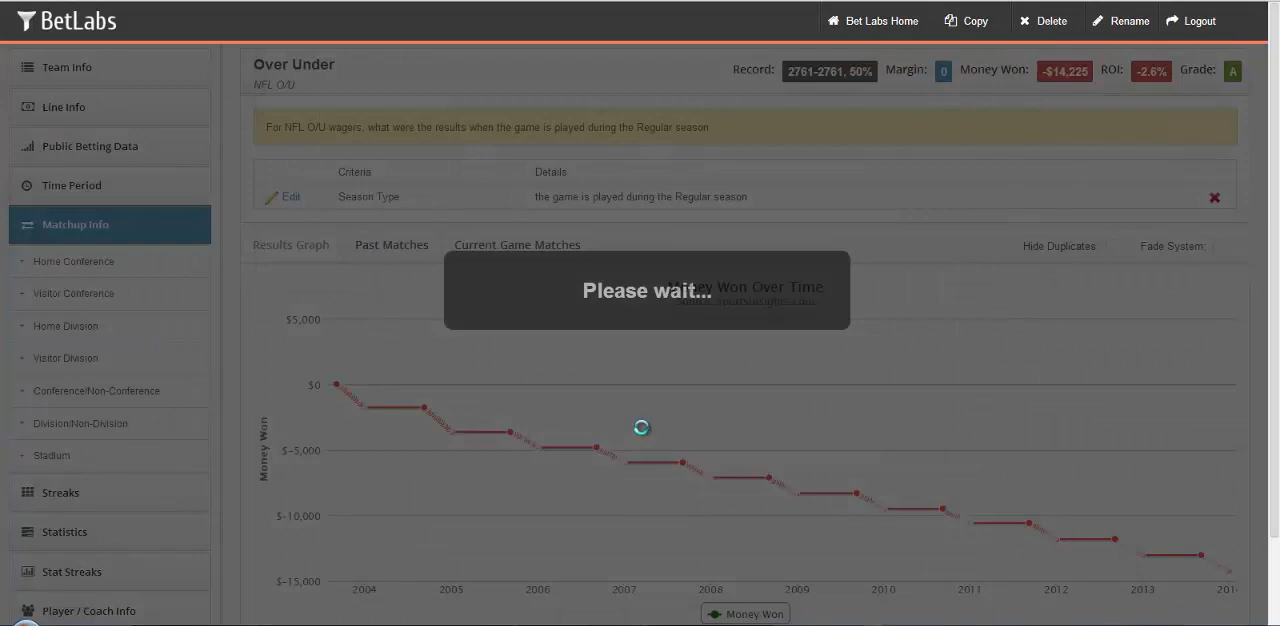 BetLabs
Bet Labs Home Copy Delete Rename Logout
Team Info
Line Info
Public Betting Data
Time Period
Matchup Info
Home Conference
Visitor Conference
Home Division
Visitor Division
Conference/Non-Conference
Division/Non-Division
Stadium
Streaks
Statistics
Stat Streaks
Player / Coach Info
Over Under
NFL O/U
Record: 2761-2761, 50% Margin: 0 Money Won: -$14,225 ROI: -2.6% Grade: A
For NFL O/U wagers, what were the results when the game is played during the Regular season
Criteria Details
Edit Season Type the game is played during the Regular season
Results Graph Past Matches Current Game Matches Hide Duplicates Fade System:
Please wait...
Money Won Over Time
$5,000
$0
$-5,000
$-10,000
$-15,000
Money Won
2004 2005 2006 2007 2008 2009 2010 2011 2012 2013
Money Won